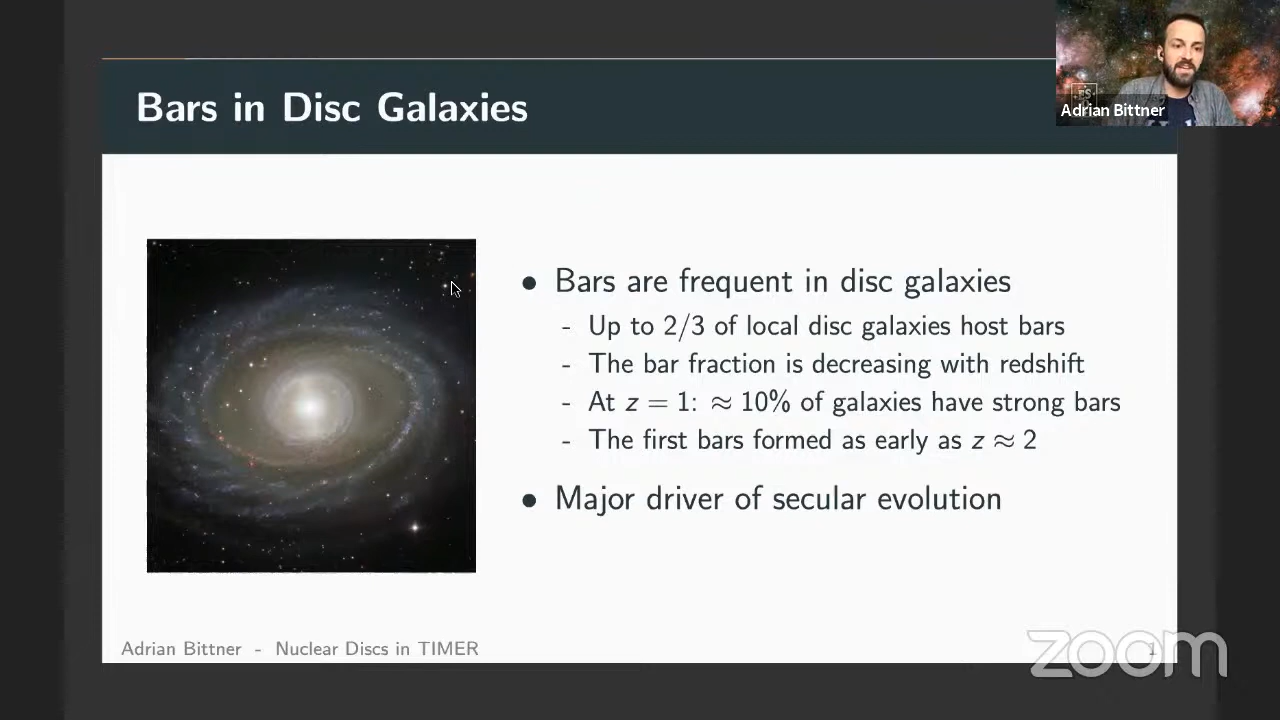 Bars in Disc Galaxies
Adrian Bittner
• Bars are frequent in disc galaxies
- Up to 2/3 of local disc galaxies host bars
- The bar fraction is decreasing with redshift
- At z = 1: ≈ 10% of galaxies have strong bars
- The first bars formed as early as z ≈ 2
• Major driver of secular evolution
Adrian Bittner - Nuclear Discs in TIMER
1
zoom